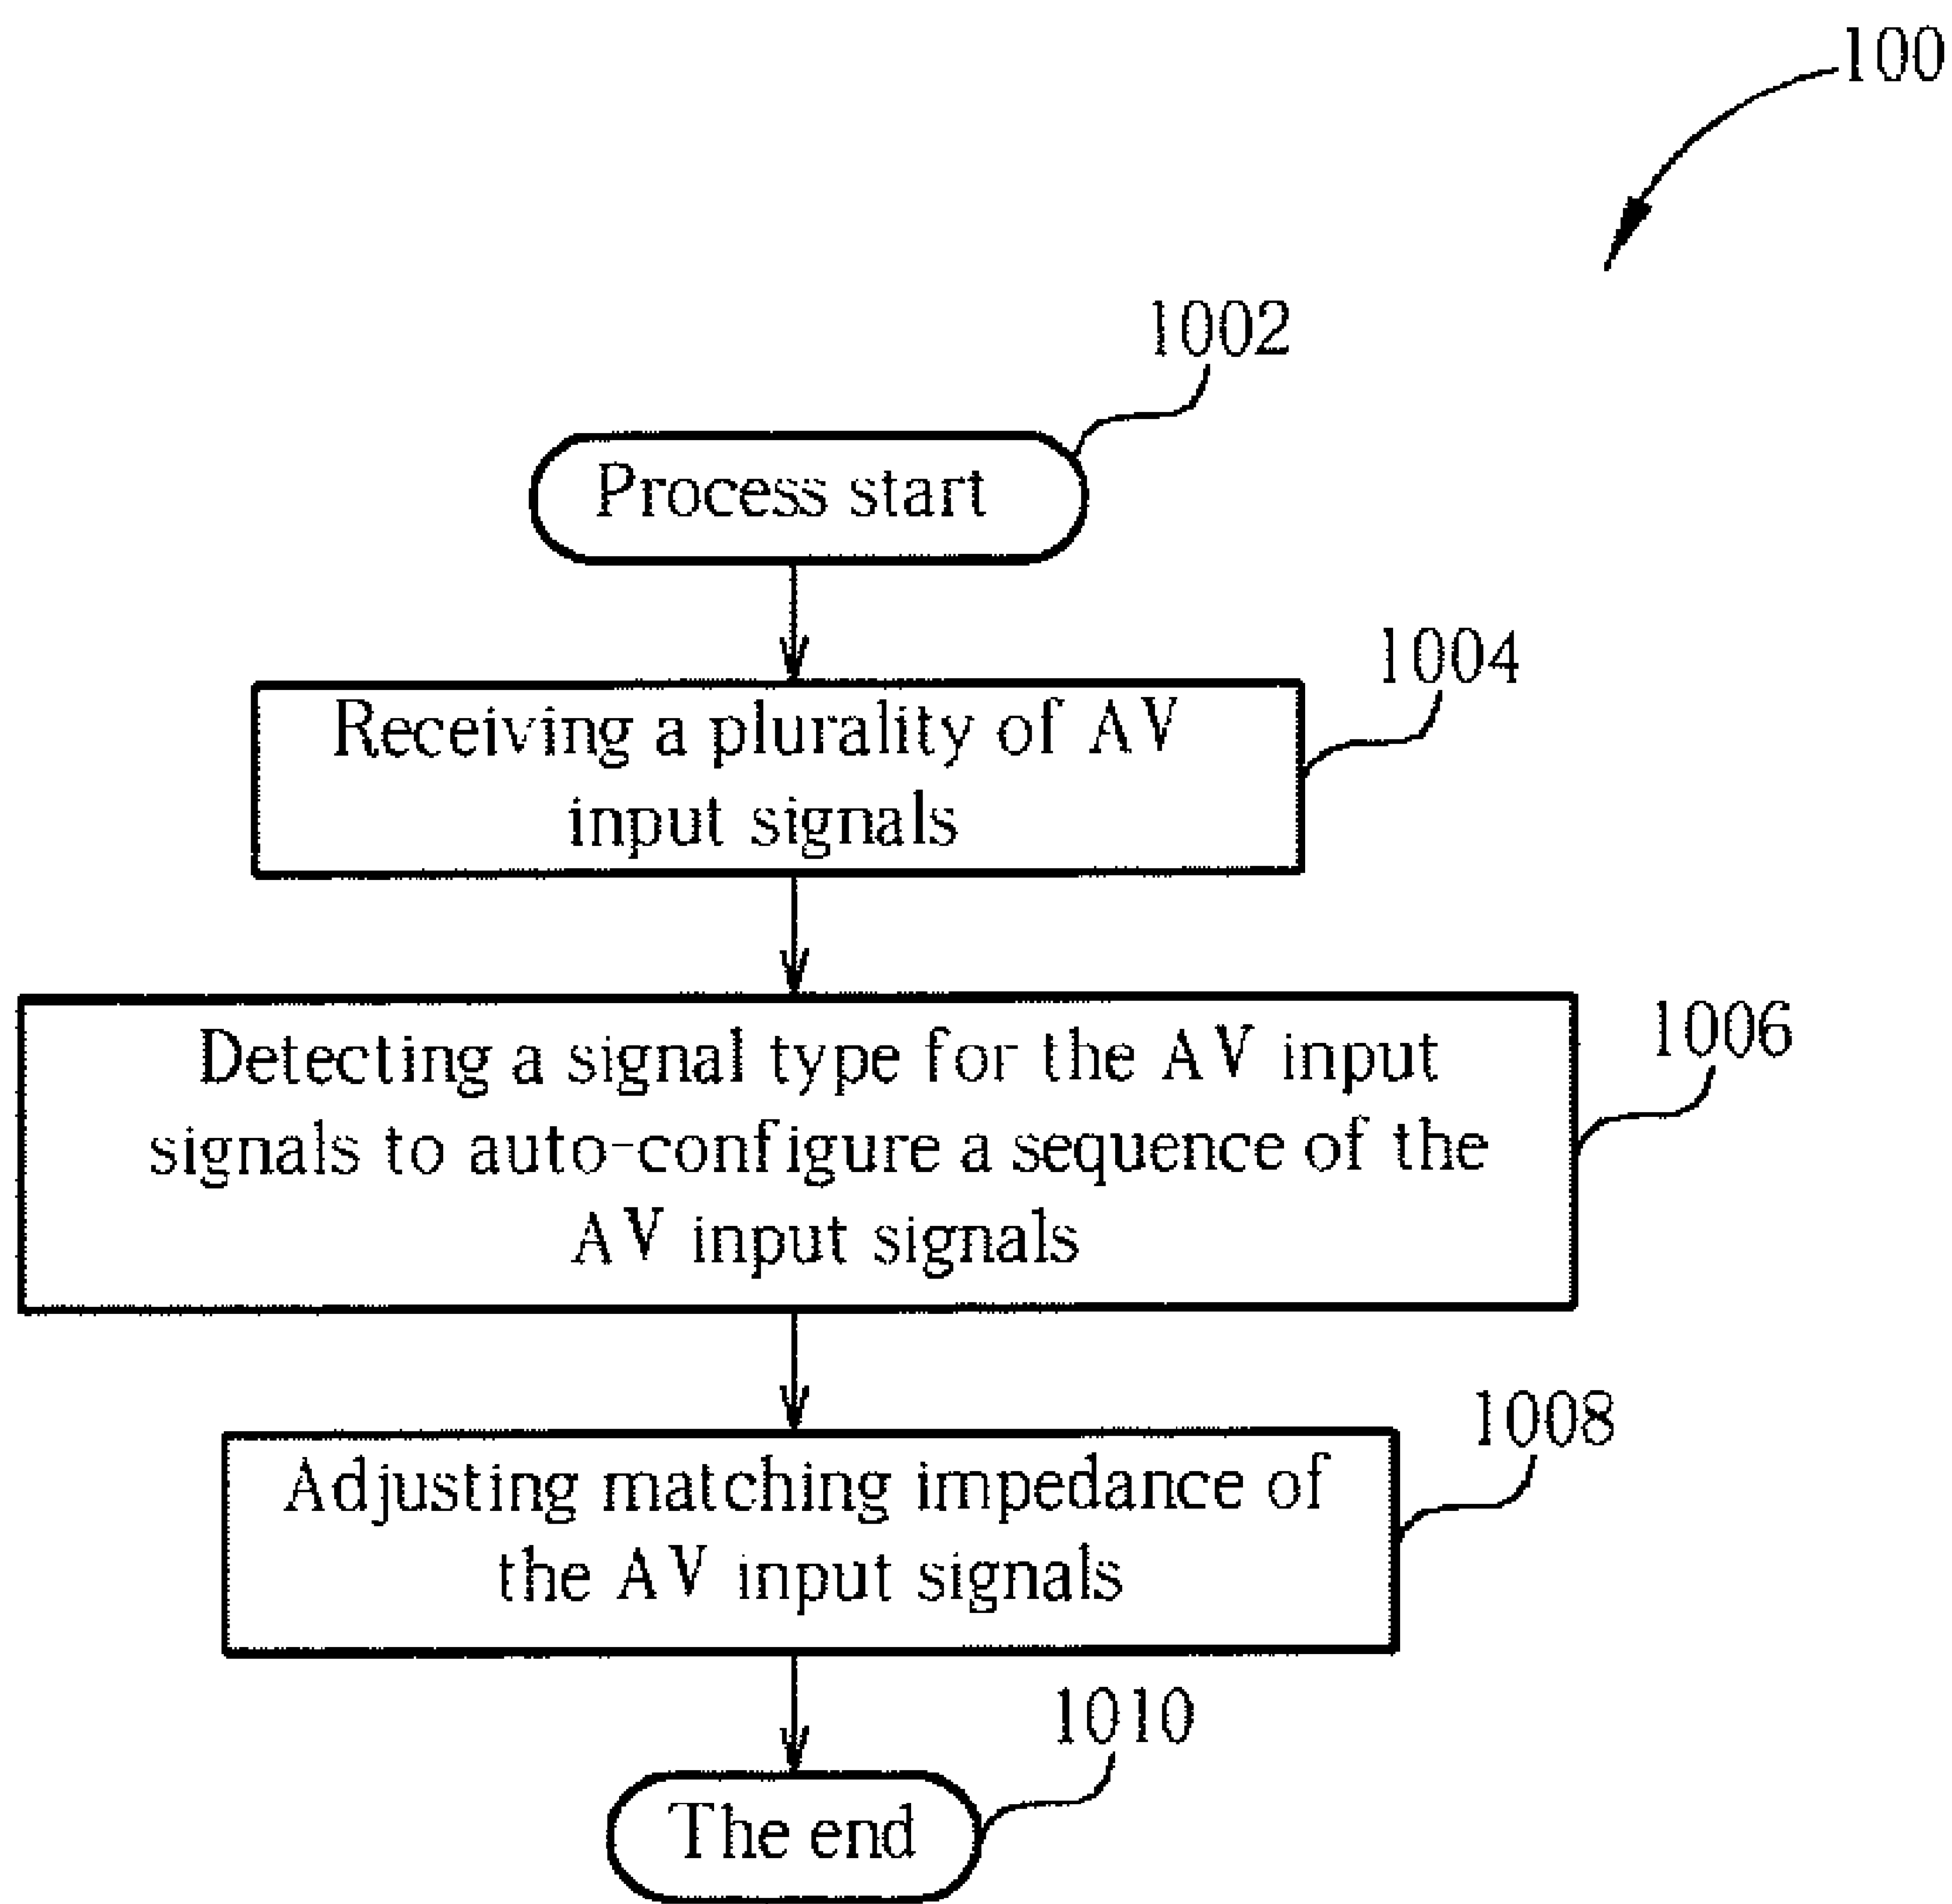 100
1002
Process start
1004
Receiving a plurality of AV
input signals
1006
Detecting a signal type for the AV input
signals to auto-configure a sequence of the
AV input signals
1008
Adjusting matching impedance of
the AV input signals
1010
The end